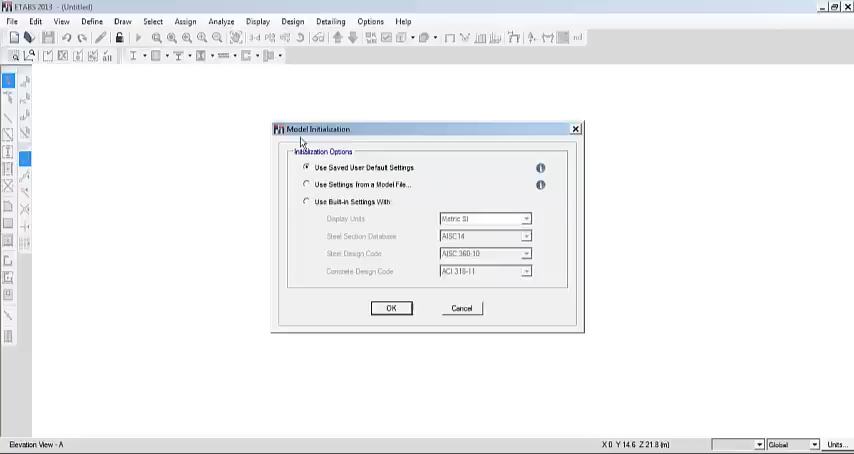 ETABS 2013 - (Untitled)
File Edit View Define Draw Select Assign Analyze Display Design Detailing Options Help
3-d
nd
all
Model Initialization
Initialization Options
Use Saved User Default Settings
Use Settings from a Model File...
Use Built-in Settings With:
Display Units Metric SI
Steel Section Database AISC14
Steel Design Code AISC 360-10
Concrete Design Code ACI 318-11
OK Cancel
Elevation View - A X 0 Y 14.6 Z 21.8 (m) Global Units...